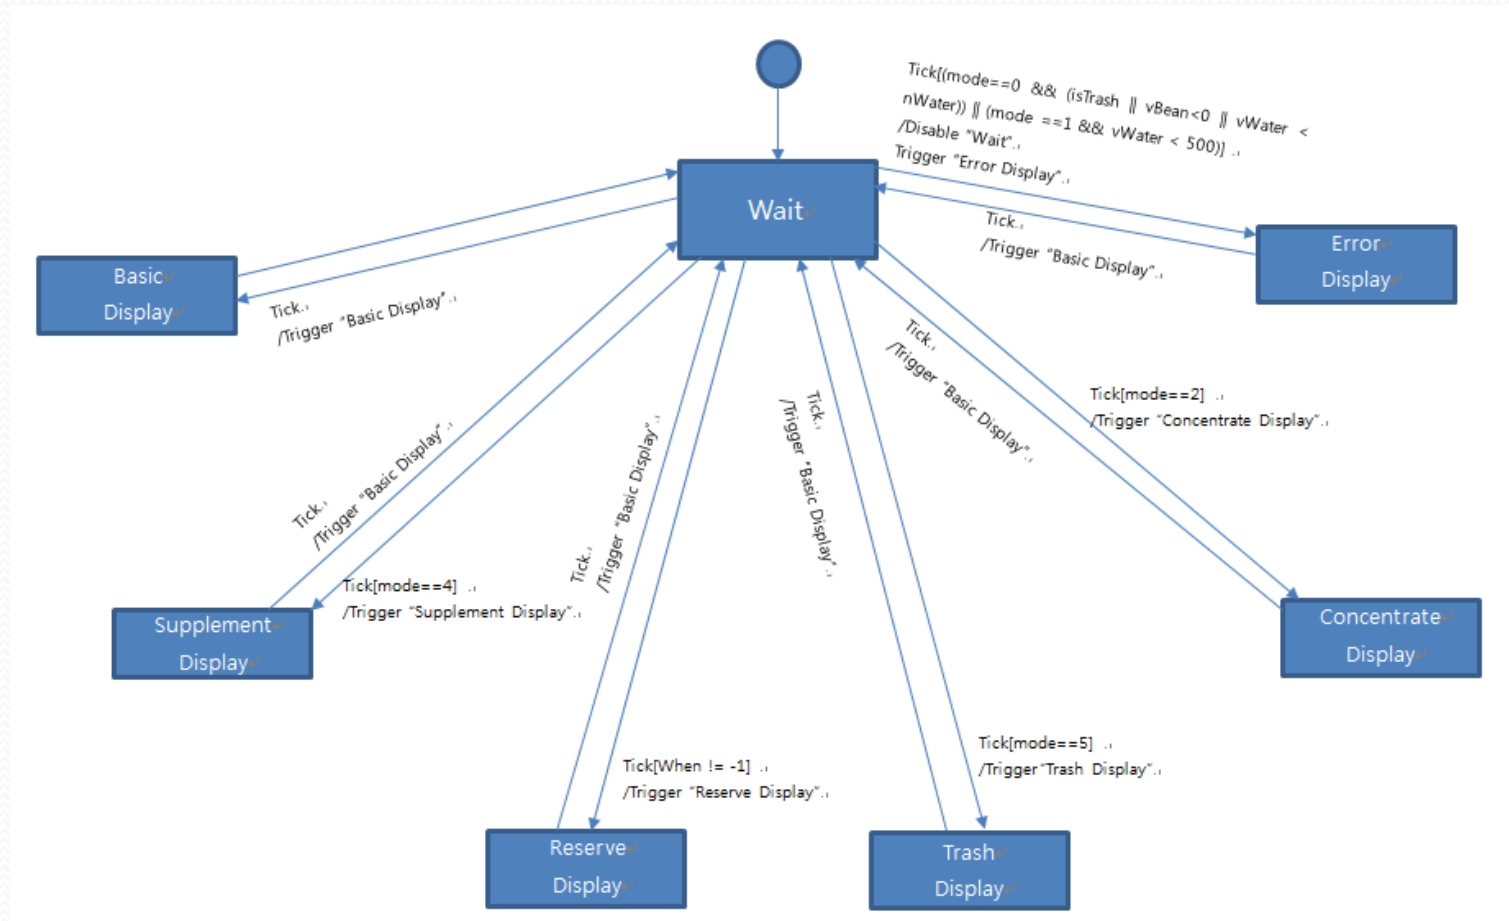 Tick[(mode==0 && (isTrash || vBean<0 || vWater <
nWater)) || (mode ==1 && vWater < 500)]
/Disable "Wait".
Trigger "Error Display".
Wait
Tick.
/Trigger "Basic Display".
Error
Display
Basic
Display
Tick.
/Trigger "Basic Display".
Tick.
/Trigger "Basic Display".
Tick[mode==2]
/Trigger "Concentrate Display".
Tick.
/Trigger "Basic Display".
Tick.
/Trigger "Basic Display".
Tick.
/Trigger "Basic Display".
Tick[mode==4]
/Trigger "Supplement Display".
Supplement
Display
Concentrate
Display
Tick[When != -1]
/Trigger "Reserve Display".
Tick[mode==5]
/Trigger"Trash Display".
Reserve
Display
Trash
Display